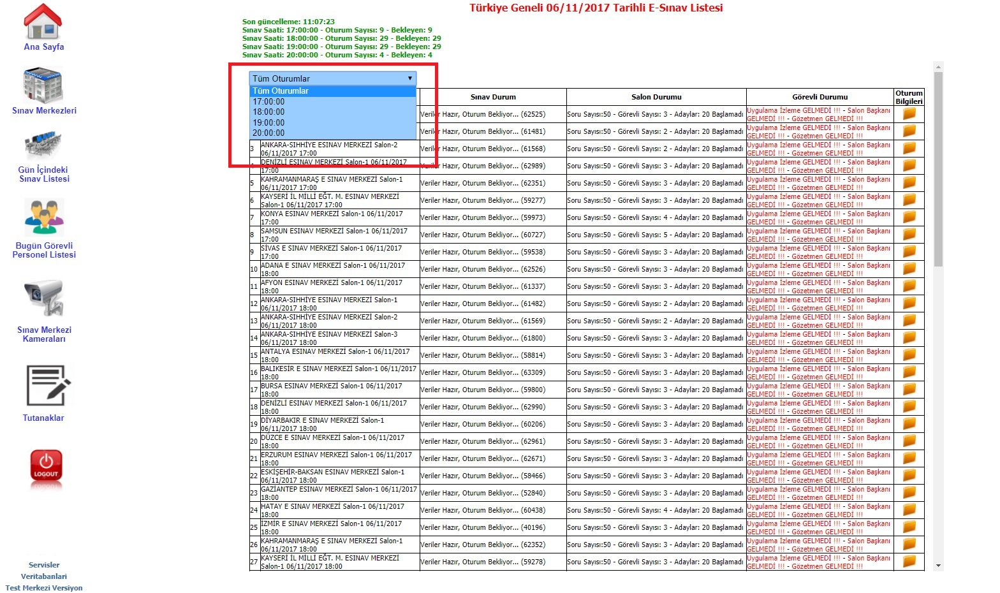 Türkiye Geneli 06/11/2017 Tarihli E-Sınav Listesi
Son güncelleme: 11:07:23
Sınav Saati: 17:00:00 - Oturum Sayısı: 9 - Bekleyen: 9
Sınav Saati: 18:00:00 - Oturum Sayısı: 29 - Bekleyen: 29
Sınav Saati: 19:00:00 - Oturum Sayısı: 29 - Bekleyen: 29
Sınav Saati: 20:00:00 - Oturum Sayısı: 4 - Bekleyen: 4
Ana Sayfa
Sınav Merkezleri
Gün İçindeki
Sınav Listesi
Bugün Görevli
Personel Listesi
Sınav Merkezi
Kameraları
Tutanaklar
LOGOUT
Servisler
Veritabanlari
Test Merkezi Versiyon
Tüm Oturumlar
Tüm Oturumlar
17:00:00
18:00:00
19:00:00
20:00:00
Sınav Durum Salon Durumu Görevli Durumu Oturum
Bilgileri
Veriler Hazır, Oturum Bekliyor... (62525) Soru Sayısı:50 - Görevli Sayısı: 3 - Adaylar: 20 Başlamadı Uygulama İzleme GELMEDİ !!! - Salon Başkanı
GELMEDİ !!! - Gözetmen GELMEDİ !!!
Veriler Hazır, Oturum Bekliyor... (61481) Soru Sayısı:50 - Görevli Sayısı: 2 - Adaylar: 20 Başlamadı Uygulama İzleme GELMEDİ !!! - Salon Başkanı
GELMEDİ !!! - Gözetmen GELMEDİ !!!
3 ANKARA-SIHHİYE ESINAV MERKEZİ Salon-2
06/11/2017 17:00 Veriler Hazır, Oturum Bekliyor... (61568) Soru Sayısı:50 - Görevli Sayısı: 2 - Adaylar: 20 Başlamadı Uygulama İzleme GELMEDİ !!! - Salon Başkanı
GELMEDİ !!! - Gözetmen GELMEDİ !!!
4 DENİZLİ ESINAV MERKEZİ Salon-1 06/11/2017
17:00 Veriler Hazır, Oturum Bekliyor... (62989) Soru Sayısı:50 - Görevli Sayısı: 3 - Adaylar: 20 Başlamadı Uygulama İzleme GELMEDİ !!! - Salon Başkanı
GELMEDİ !!! - Gözetmen GELMEDİ !!!
5 KAHRAMANMARAŞ E SINAV MERKEZİ Salon-1
06/11/2017 17:00 Veriler Hazır, Oturum Bekliyor... (62351) Soru Sayısı:50 - Görevli Sayısı: 3 - Adaylar: 20 Başlamadı Uygulama İzleme GELMEDİ !!! - Salon Başkanı
GELMEDİ !!! - Gözetmen GELMEDİ !!!
6 KAYSERİ İL MİLLİ EĞT. M. ESINAV MERKEZİ
Salon-1 06/11/2017 17:00 Veriler Hazır, Oturum Bekliyor... (59277) Soru Sayısı:50 - Görevli Sayısı: 3 - Adaylar: 20 Başlamadı Uygulama İzleme GELMEDİ !!! - Salon Başkanı
GELMEDİ !!! - Gözetmen GELMEDİ !!!
7 KONYA ESINAV MERKEZİ Salon-1 06/11/2017
17:00 Veriler Hazır, Oturum Bekliyor... (59973) Soru Sayısı:50 - Görevli Sayısı: 4 - Adaylar: 20 Başlamadı Uygulama İzleme GELMEDİ !!! - Salon Başkanı
GELMEDİ !!! - Gözetmen GELMEDİ !!!
8 SAMSUN ESINAV MERKEZİ Salon-1 06/11/2017
17:00 Veriler Hazır, Oturum Bekliyor... (60727) Soru Sayısı:50 - Görevli Sayısı: 5 - Adaylar: 20 Başlamadı Uygulama İzleme GELMEDİ !!! - Salon Başkanı
GELMEDİ !!! - Gözetmen GELMEDİ !!!
9 SİVAS E SINAV MERKEZİ Salon-1 06/11/2017
17:00 Veriler Hazır, Oturum Bekliyor... (59538) Soru Sayısı:50 - Görevli Sayısı: 3 - Adaylar: 20 Başlamadı Uygulama İzleme GELMEDİ !!! - Salon Başkanı
GELMEDİ !!! - Gözetmen GELMEDİ !!!
10 ADANA E SINAV MERKEZİ Salon-1 06/11/2017
18:00 Veriler Hazır, Oturum Bekliyor... (62526) Soru Sayısı:50 - Görevli Sayısı: 3 - Adaylar: 20 Başlamadı Uygulama İzleme GELMEDİ !!! - Salon Başkanı
GELMEDİ !!! - Gözetmen GELMEDİ !!!
11 AFYON ESINAV MERKEZİ Salon-1 06/11/2017
18:00 Veriler Hazır, Oturum Bekliyor... (61337) Soru Sayısı:50 - Görevli Sayısı: 3 - Adaylar: 20 Başlamadı Uygulama İzleme GELMEDİ !!! - Salon Başkanı
GELMEDİ !!! - Gözetmen GELMEDİ !!!
12 ANKARA-SIHHİYE ESINAV MERKEZİ Salon-1
06/11/2017 18:00 Veriler Hazır, Oturum Bekliyor... (61482) Soru Sayısı:50 - Görevli Sayısı: 2 - Adaylar: 20 Başlamadı Uygulama İzleme GELMEDİ !!! - Salon Başkanı
GELMEDİ !!! - Gözetmen GELMEDİ !!!
13 ANKARA-SIHHİYE ESINAV MERKEZİ Salon-2
06/11/2017 18:00 Veriler Hazır, Oturum Bekliyor... (61569) Soru Sayısı:50 - Görevli Sayısı: 2 - Adaylar: 20 Başlamadı Uygulama İzleme GELMEDİ !!! - Salon Başkanı
GELMEDİ !!! - Gözetmen GELMEDİ !!!
14 ANKARA-SIHHİYE ESINAV MERKEZİ Salon-3
06/11/2017 18:00 Veriler Hazır, Oturum Bekliyor... (61800) Soru Sayısı:50 - Görevli Sayısı: 3 - Adaylar: 20 Başlamadı Uygulama İzleme GELMEDİ !!! - Salon Başkanı
GELMEDİ !!! - Gözetmen GELMEDİ !!!
15 ANTALYA ESINAV MERKEZİ Salon-1 06/11/2017
18:00 Veriler Hazır, Oturum Bekliyor... (58814) Soru Sayısı:50 - Görevli Sayısı: 3 - Adaylar: 20 Başlamadı Uygulama İzleme GELMEDİ !!! - Salon Başkanı
GELMEDİ !!! - Gözetmen GELMEDİ !!!
16 BALIKESİR E SINAV MERKEZİ Salon-1 06/11/2017
18:00 Veriler Hazır, Oturum Bekliyor... (63309) Soru Sayısı:50 - Görevli Sayısı: 3 - Adaylar: 20 Başlamadı Uygulama İzleme GELMEDİ !!! - Salon Başkanı
GELMEDİ !!! - Gözetmen GELMEDİ !!!
17 BURSA ESINAV MERKEZİ Salon-1 06/11/2017
18:00 Veriler Hazır, Oturum Bekliyor... (59800) Soru Sayısı:50 - Görevli Sayısı: 3 - Adaylar: 20 Başlamadı Uygulama İzleme GELMEDİ !!! - Salon Başkanı
GELMEDİ !!! - Gözetmen GELMEDİ !!!
18 DENİZLİ ESINAV MERKEZİ Salon-1 06/11/2017
18:00 Veriler Hazır, Oturum Bekliyor... (62990) Soru Sayısı:50 - Görevli Sayısı: 3 - Adaylar: 20 Başlamadı Uygulama İzleme GELMEDİ !!! - Salon Başkanı
GELMEDİ !!! - Gözetmen GELMEDİ !!!
19 DİYARBAKIR E SINAV MERKEZİ Salon-1
06/11/2017 18:00 Veriler Hazır, Oturum Bekliyor... (60206) Soru Sayısı:50 - Görevli Sayısı: 3 - Adaylar: 20 Başlamadı Uygulama İzleme GELMEDİ !!! - Salon Başkanı
GELMEDİ !!! - Gözetmen GELMEDİ !!!
20 DÜZCE E SINAV MERKEZİ Salon-1 06/11/2017
18:00 Veriler Hazır, Oturum Bekliyor... (62961) Soru Sayısı:50 - Görevli Sayısı: 3 - Adaylar: 20 Başlamadı Uygulama İzleme GELMEDİ !!! - Salon Başkanı
GELMEDİ !!! - Gözetmen GELMEDİ !!!
21 ERZURUM ESINAV MERKEZİ Salon-1 06/11/2017
18:00 Veriler Hazır, Oturum Bekliyor... (62671) Soru Sayısı:50 - Görevli Sayısı: 3 - Adaylar: 20 Başlamadı Uygulama İzleme GELMEDİ !!! - Salon Başkanı
GELMEDİ !!! - Gözetmen GELMEDİ !!!
22 ESKİŞEHİR-BAKSAN ESINAV MERKEZİ Salon-1
06/11/2017 18:00 Veriler Hazır, Oturum Bekliyor... (58466) Soru Sayısı:50 - Görevli Sayısı: 3 - Adaylar: 20 Başlamadı Uygulama İzleme GELMEDİ !!! - Salon Başkanı
GELMEDİ !!! - Gözetmen GELMEDİ !!!
23 GAZİANTEP ESINAV MERKEZİ Salon-1 06/11/2017
18:00 Veriler Hazır, Oturum Bekliyor... (52840) Soru Sayısı:50 - Görevli Sayısı: 3 - Adaylar: 20 Başlamadı Uygulama İzleme GELMEDİ !!! - Salon Başkanı
GELMEDİ !!! - Gözetmen GELMEDİ !!!
24 HATAY E SINAV MERKEZİ Salon-1 06/11/2017
18:00 Veriler Hazır, Oturum Bekliyor... (60438) Soru Sayısı:50 - Görevli Sayısı: 4 - Adaylar: 20 Başlamadı Uygulama İzleme GELMEDİ !!! - Salon Başkanı
GELMEDİ !!! - Gözetmen GELMEDİ !!!
25 İZMİR E SINAV MERKEZİ Salon-1 06/11/2017
18:00 Veriler Hazır, Oturum Bekliyor... (40196) Soru Sayısı:50 - Görevli Sayısı: 3 - Adaylar: 20 Başlamadı Uygulama İzleme GELMEDİ !!! - Salon Başkanı
GELMEDİ !!! - Gözetmen GELMEDİ !!!
26 KAHRAMANMARAŞ E SINAV MERKEZİ Salon-1
06/11/2017 18:00 Veriler Hazır, Oturum Bekliyor... (62352) Soru Sayısı:50 - Görevli Sayısı: 3 - Adaylar: 20 Başlamadı Uygulama İzleme GELMEDİ !!! - Salon Başkanı
GELMEDİ !!! - Gözetmen GELMEDİ !!!
27 KAYSERİ İL MİLLİ EĞT. M. ESINAV MERKEZİ
Salon-1 06/11/2017 18:00 Veriler Hazır, Oturum Bekliyor... (59278) Soru Sayısı:50 - Görevli Sayısı: 3 - Adaylar: 20 Başlamadı Uygulama İzleme GELMEDİ !!! - Salon Başkanı
GELMEDİ !!! - Gözetmen GELMEDİ !!!